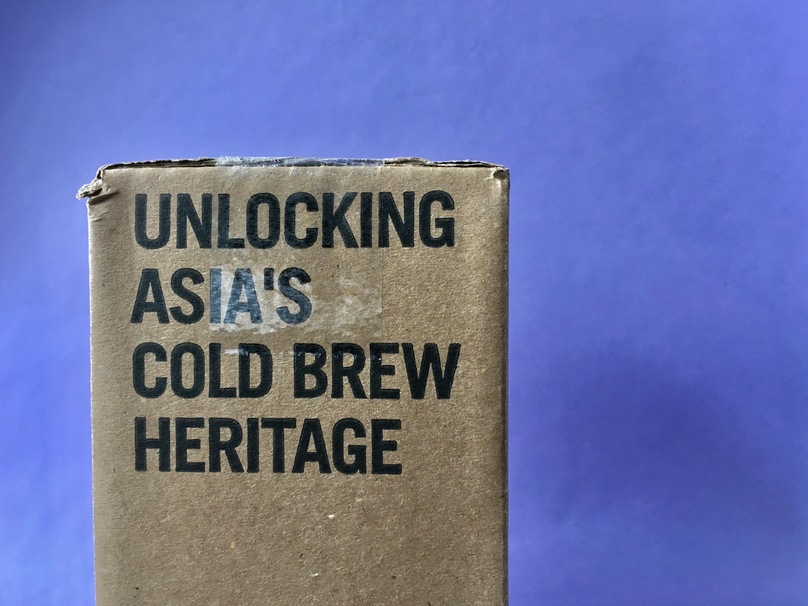 UNLOCKING
ASIA'S
COLD BREW
HERITAGE